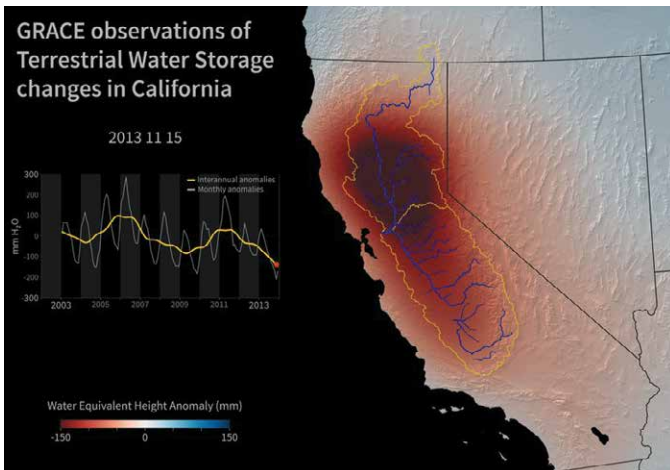 GRACE observations of
Terrestrial Water Storage
changes in California
2013 11 15
Interannual anomalies
Monthly anomalies
300
200
100
0
-100
-200
-300
mm H₂O
2003 2005 2007 2009 2011 2013
Water Equivalent Height Anomaly (mm)
-150 0 150